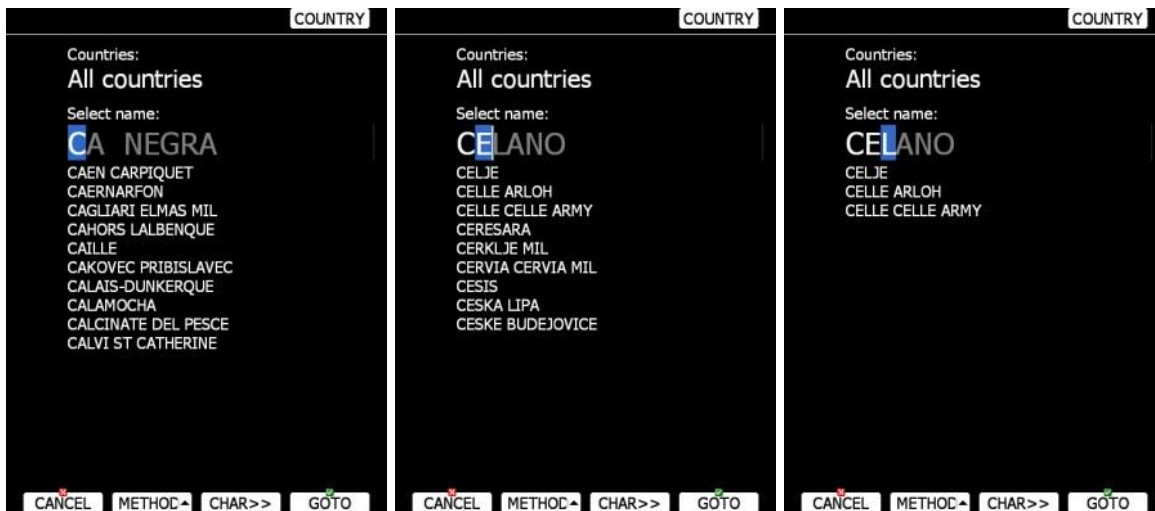 COUNTRY
Countries:
All countries
Select name:
CA NEGRA
CAEN CARPIQUET
CAERNARFON
CAGLIARI ELMAS MIL
CAHORS LALBENQUE
CAILLE
CAKOVEC PRIBISLAVEC
CALAIS-DUNKERQUE
CALAMOCHA
CALCINATE DEL PESCE
CALVI ST CATHERINE
CANCEL METHOD CHAR>> GOTO
COUNTRY
Countries:
All countries
Select name:
CELANO
CELJE
CELLE ARLOH
CELLE CELLE ARMY
CERESARA
CERKLJE MIL
CERVIA CERVIA MIL
CESIS
CESKA LIPA
CESKE BUDEJOVICE
CANCEL METHOD CHAR>> GOTO
COUNTRY
Countries:
All countries
Select name:
CELANO
CELJE
CELLE ARLOH
CELLE CELLE ARMY
CANCEL METHOD CHAR>> GOTO